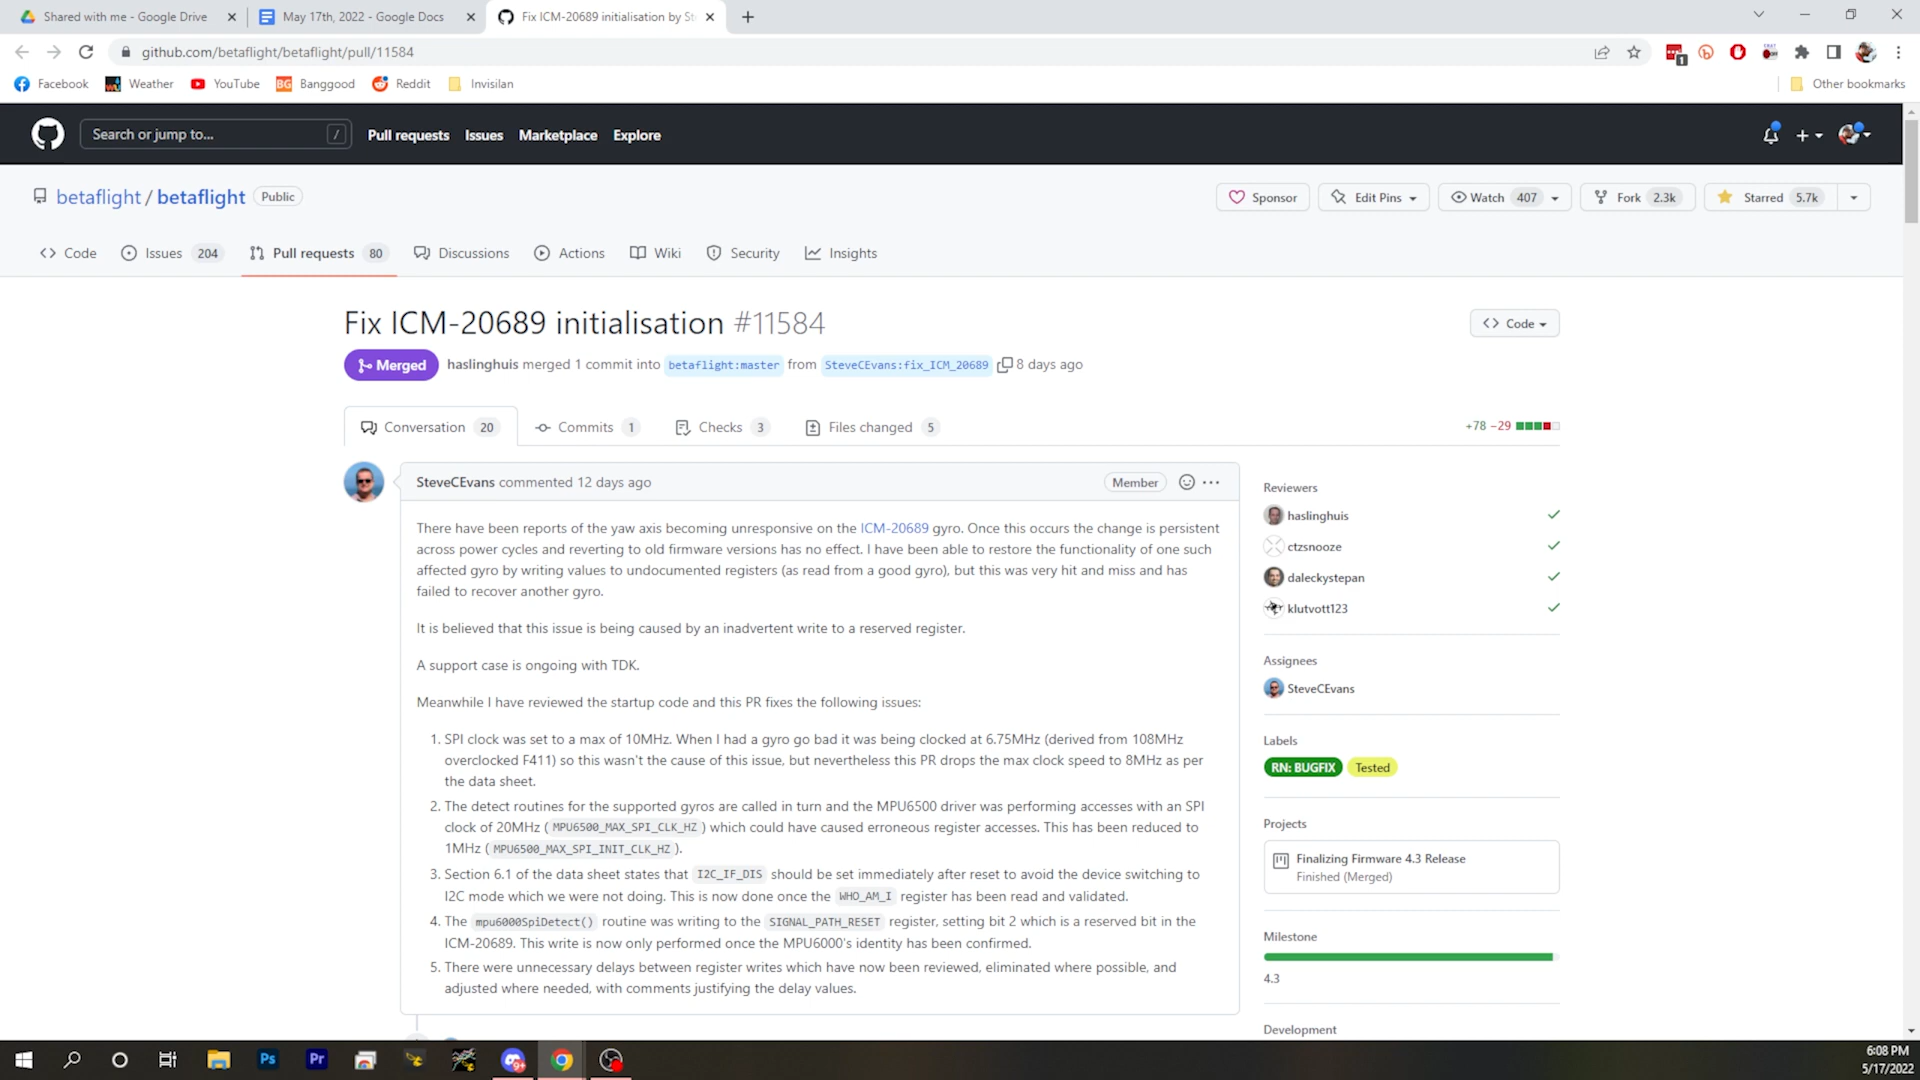 Shared with me - Google Drive
May 17th, 2022 - Google Docs
Fix ICM-20689 initialisation by St
github.com/betaflight/betaflight/pull/11584
1
Facebook
Weather
YouTube
BG Banggood
Reddit
Invisilan
Other bookmarks
Search or jump to...
/
Pull requests
Issues
Marketplace
Explore
betaflight / betaflight
Public
Sponsor
Edit Pins
Watch 407
Fork 2.3k
Starred 5.7k
Code
Issues 204
Pull requests 80
Discussions
Actions
Wiki
Security
Insights
Fix ICM-20689 initialisation #11584
Code
Merged
haslinghuis merged 1 commit into betaflight:master from SteveCEvans:fix_ICM_20689 8 days ago
Conversation 20
Commits 1
Checks 3
Files changed 5
+78 −29
SteveCEvans commented 12 days ago
Member
There have been reports of the yaw axis becoming unresponsive on the ICM-20689 gyro. Once this occurs the change is persistent
across power cycles and reverting to old firmware versions has no effect. I have been able to restore the functionality of one such
affected gyro by writing values to undocumented registers (as read from a good gyro), but this was very hit and miss and has
failed to recover another gyro.
It is believed that this issue is being caused by an inadvertent write to a reserved register.
A support case is ongoing with TDK.
Meanwhile I have reviewed the startup code and this PR fixes the following issues:
1. SPI clock was set to a max of 10MHz. When I had a gyro go bad it was being clocked at 6.75MHz (derived from 108MHz
overclocked F411) so this wasn't the cause of this issue, but nevertheless this PR drops the max clock speed to 8MHz as per
the data sheet.
2. The detect routines for the supported gyros are called in turn and the MPU6500 driver was performing accesses with an SPI
clock of 20MHz ( MPU6500_MAX_SPI_CLK_HZ ) which could have caused erroneous register accesses. This has been reduced to
1MHz ( MPU6500_MAX_SPI_INIT_CLK_HZ ).
3. Section 6.1 of the data sheet states that I2C_IF_DIS should be set immediately after reset to avoid the device switching to
I2C mode which we were not doing. This is now done once the WHO_AM_I register has been read and validated.
4. The mpu6000SpiDetect() routine was writing to the SIGNAL_PATH_RESET register, setting bit 2 which is a reserved bit in the
ICM-20689. This write is now only performed once the MPU6000's identity has been confirmed.
5. There were unnecessary delays between register writes which have now been reviewed, eliminated where possible, and
adjusted where needed, with comments justifying the delay values.
Reviewers
haslinghuis
ctzsnooze
daleckystepan
klutvott123
Assignees
SteveCEvans
Labels
RN: BUGFIX
Tested
Projects
Finalizing Firmware 4.3 Release
Finished (Merged)
Milestone
4.3
Development
Ps
Pr
9+
6:08 PM
5/17/2022